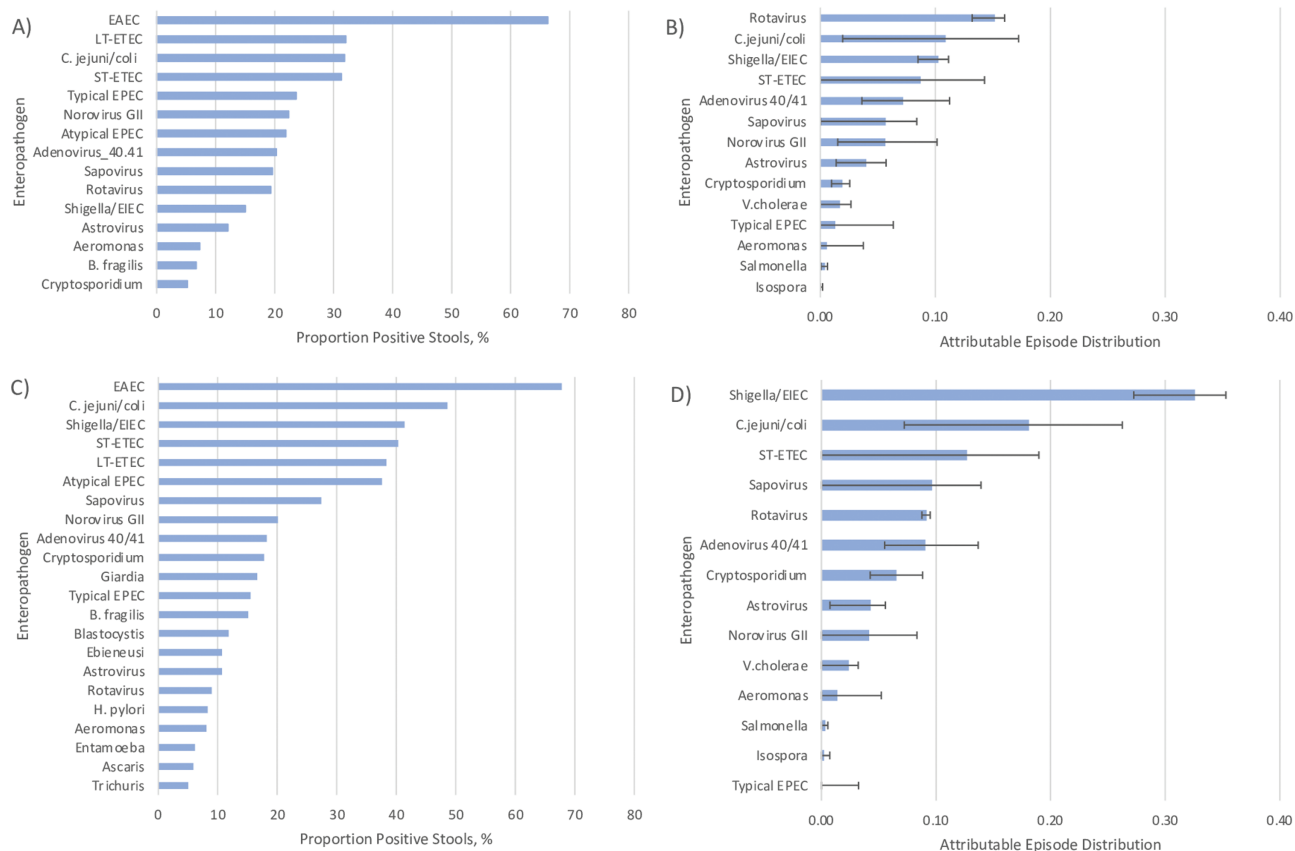 A)
Enteropathogen
EAEC
LT-ETEC
C. jejuni/coli
ST-ETEC
Typical EPEC
Norovirus GII
Atypical EPEC
Adenovirus_40.41
Sapovirus
Rotavirus
Shigella/EIEC
Astrovirus
Aeromonas
B. fragilis
Cryptosporidium
0 10 20 30 40 50 60 70 80
Proportion Positive Stools, %
B)
Enteropathogen
Rotavirus
C.jejuni/coli
Shigella/EIEC
ST-ETEC
Adenovirus 40/41
Sapovirus
Norovirus GII
Astrovirus
Cryptosporidium
V.cholerae
Typical EPEC
Aeromonas
Salmonella
Isospora
0.00 0.10 0.20 0.30 0.40
Attributable Episode Distribution
C)
Enteropathogen
EAEC
C. jejuni/coli
Shigella/EIEC
ST-ETEC
LT-ETEC
Atypical EPEC
Sapovirus
Norovirus GII
Adenovirus 40/41
Cryptosporidium
Giardia
Typical EPEC
B. fragilis
Blastocystis
Ebieneusi
Astrovirus
Rotavirus
H. pylori
Aeromonas
Entamoeba
Ascaris
Trichuris
0 10 20 30 40 50 60 70 80
Proportion Positive Stools, %
D)
Enteropathogen
Shigella/EIEC
C.jejuni/coli
ST-ETEC
Sapovirus
Rotavirus
Adenovirus 40/41
Cryptosporidium
Astrovirus
Norovirus GII
V.cholerae
Aeromonas
Salmonella
Isospora
Typical EPEC
0.00 0.10 0.20 0.30 0.40
Attributable Episode Distribution